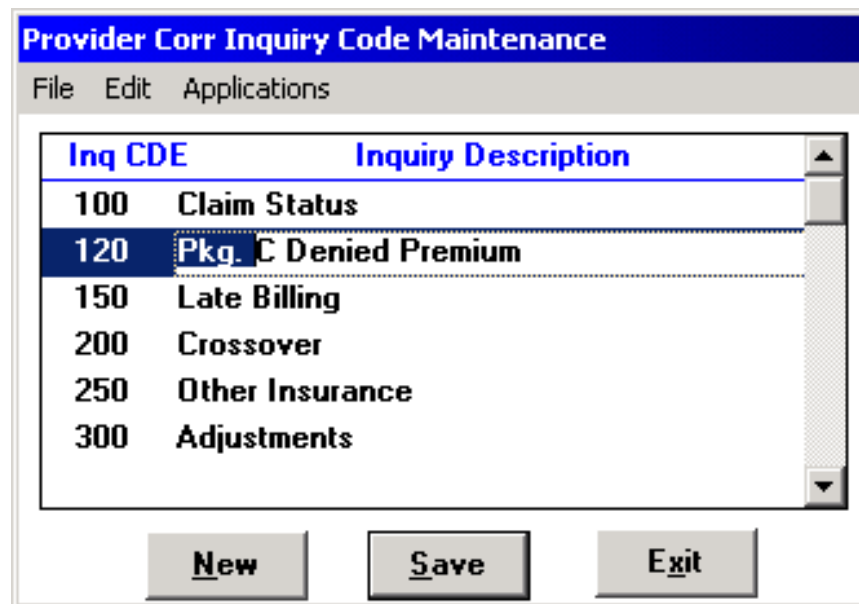 Provider Corr Inquiry Code Maintenance
File Edit Applications
Inq CDE Inquiry Description
100 Claim Status
120 Pkg. C Denied Premium
150 Late Billing
200 Crossover
250 Other Insurance
300 Adjustments
New Save Exit